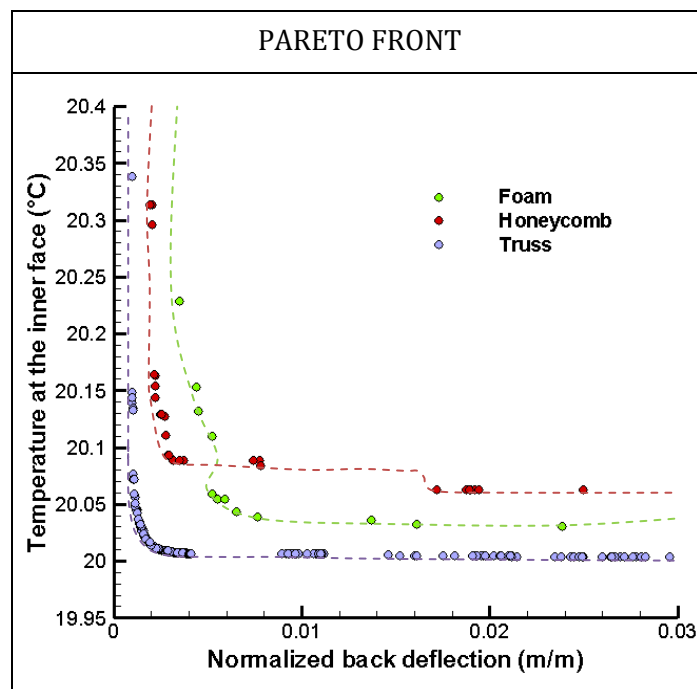 PARETO FRONT
20.4
20.35
20.3
20.25
20.2
20.15
20.1
20.05
20
19.95
Temperature at the inner face (°C)
Foam
Honeycomb
Truss
0
0.01
0.02
0.03
Normalized back deflection (m/m)